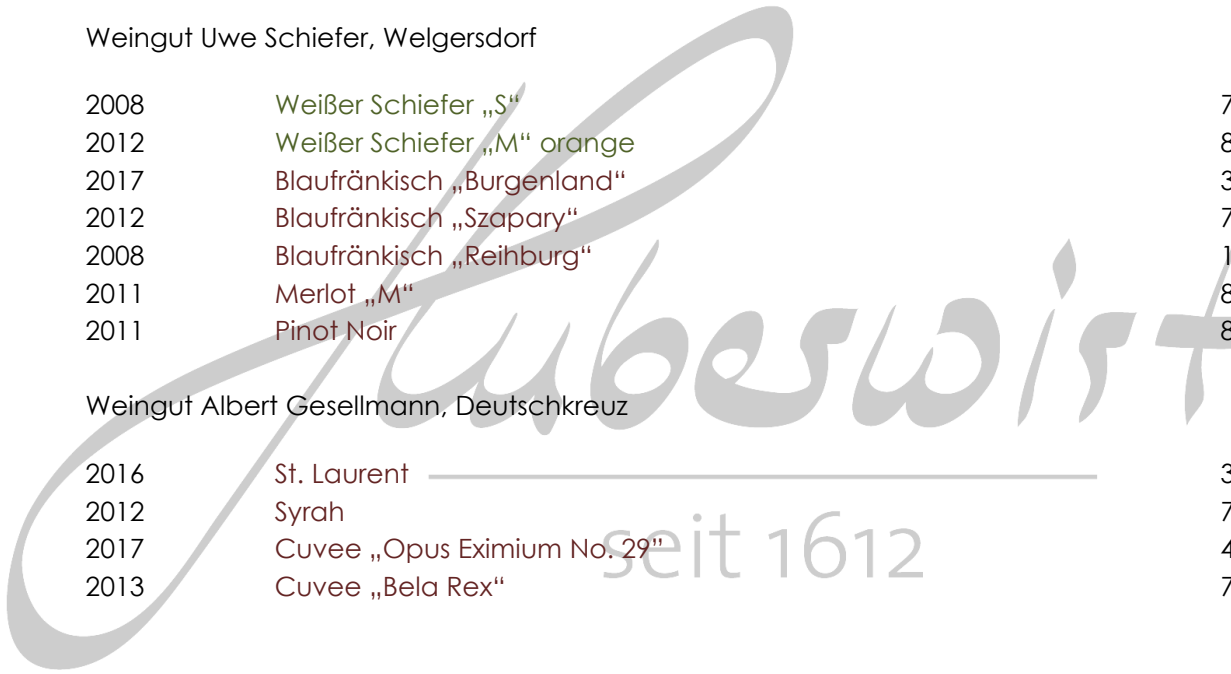 Weingut Uwe Schiefer, Welgersdorf
2008 Weißer Schiefer „S“ 7
2012 Weißer Schiefer „M“ orange 8
2017 Blaufränkisch „Burgenland“ 3
2012 Blaufränkisch „Szapary“ 7
2008 Blaufränkisch „Reihburg“ 1
2011 Merlot „M“ 8
2011 Pinot Noir 8
Hubeswirt
Weingut Albert Gesellmann, Deutschkreuz
2016 St. Laurent 3
2012 Syrah 7
2017 Cuvee „Opus Eximium No. 29” 4
2013 Cuvee „Bela Rex“ 7
seit 1612